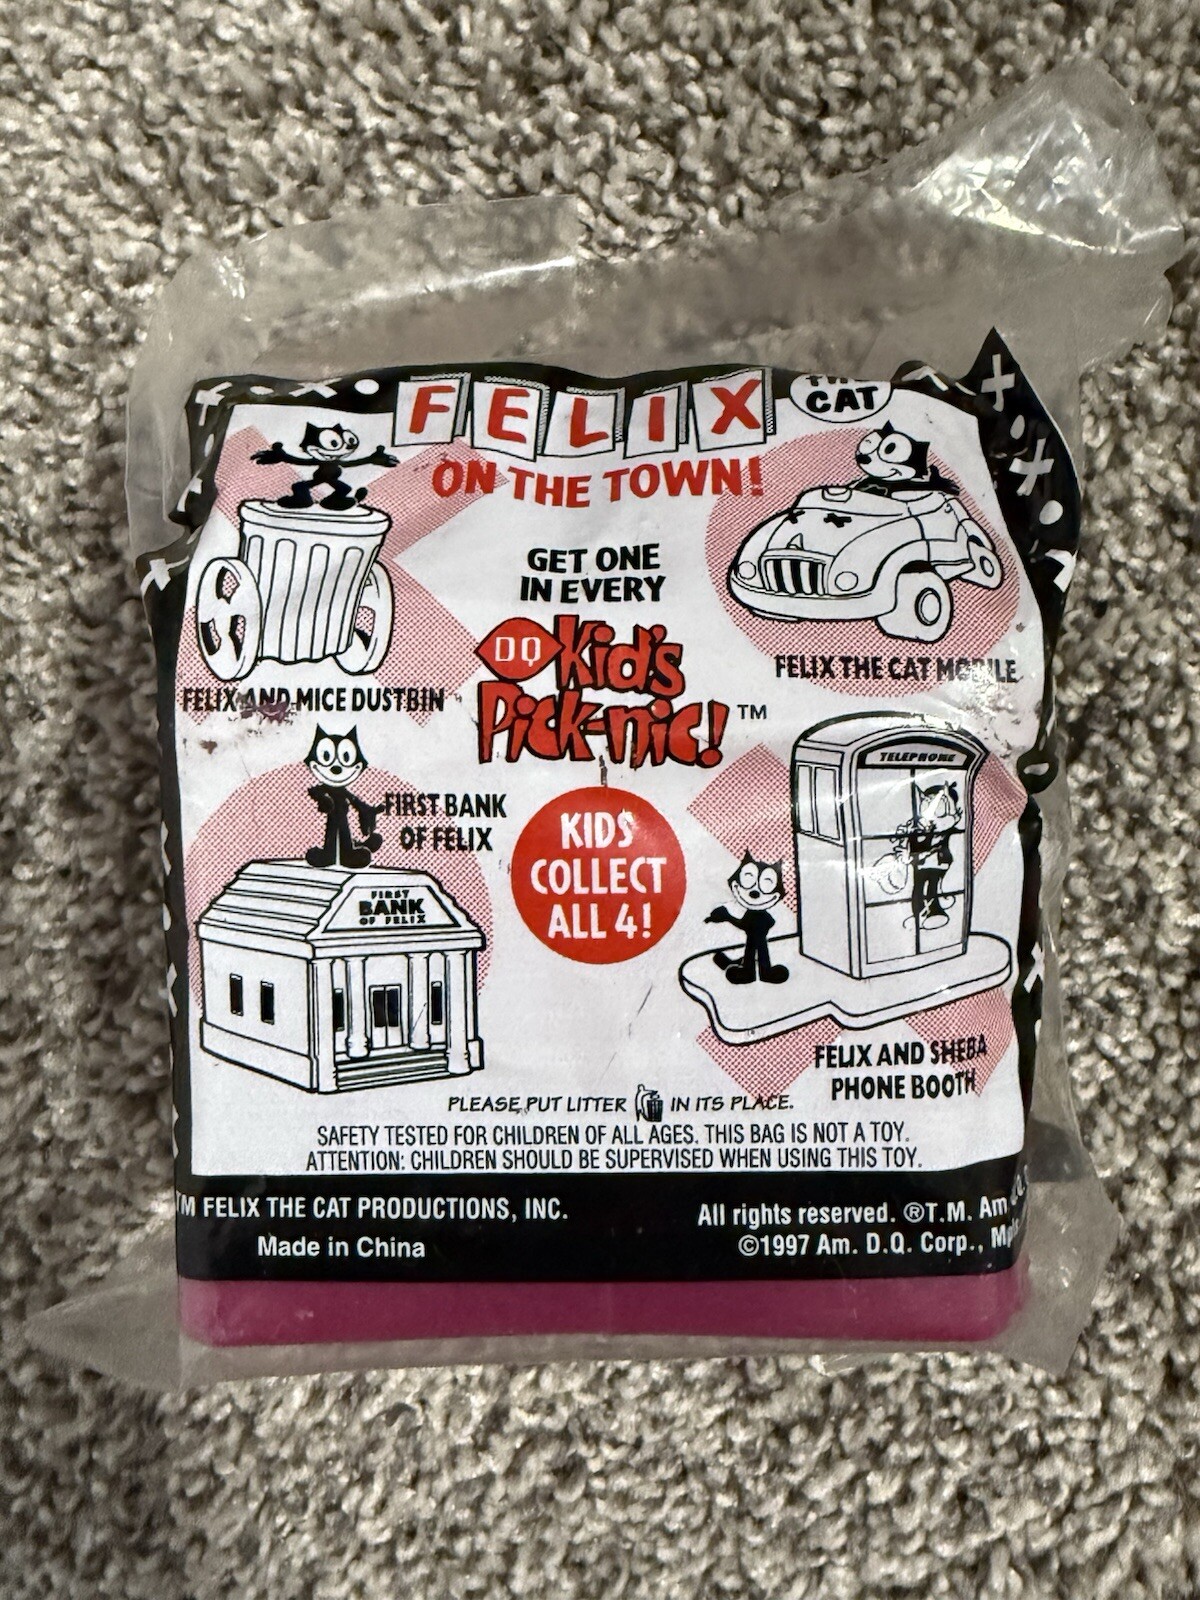 FELIX
THE
CAT
ON THE TOWN!
GET ONE
IN EVERY
DQ Kid's
Pick-nic!™
FELIX AND MICE DUSTBIN
FELIX THE CAT MOBILE
FIRST BANK
OF FELIX
FIRST
BANK
OF FELIX
KIDS
COLLECT
ALL 4!
TELEPHONE
FELIX AND SHEBA
PHONE BOOTH
PLEASE PUT LITTER IN ITS PLACE.
SAFETY TESTED FOR CHILDREN OF ALL AGES. THIS BAG IS NOT A TOY.
ATTENTION: CHILDREN SHOULD BE SUPERVISED WHEN USING THIS TOY.
TM FELIX THE CAT PRODUCTIONS, INC.
Made in China
All rights reserved. ®T.M. Am
©1997 Am. D.Q. Corp.,